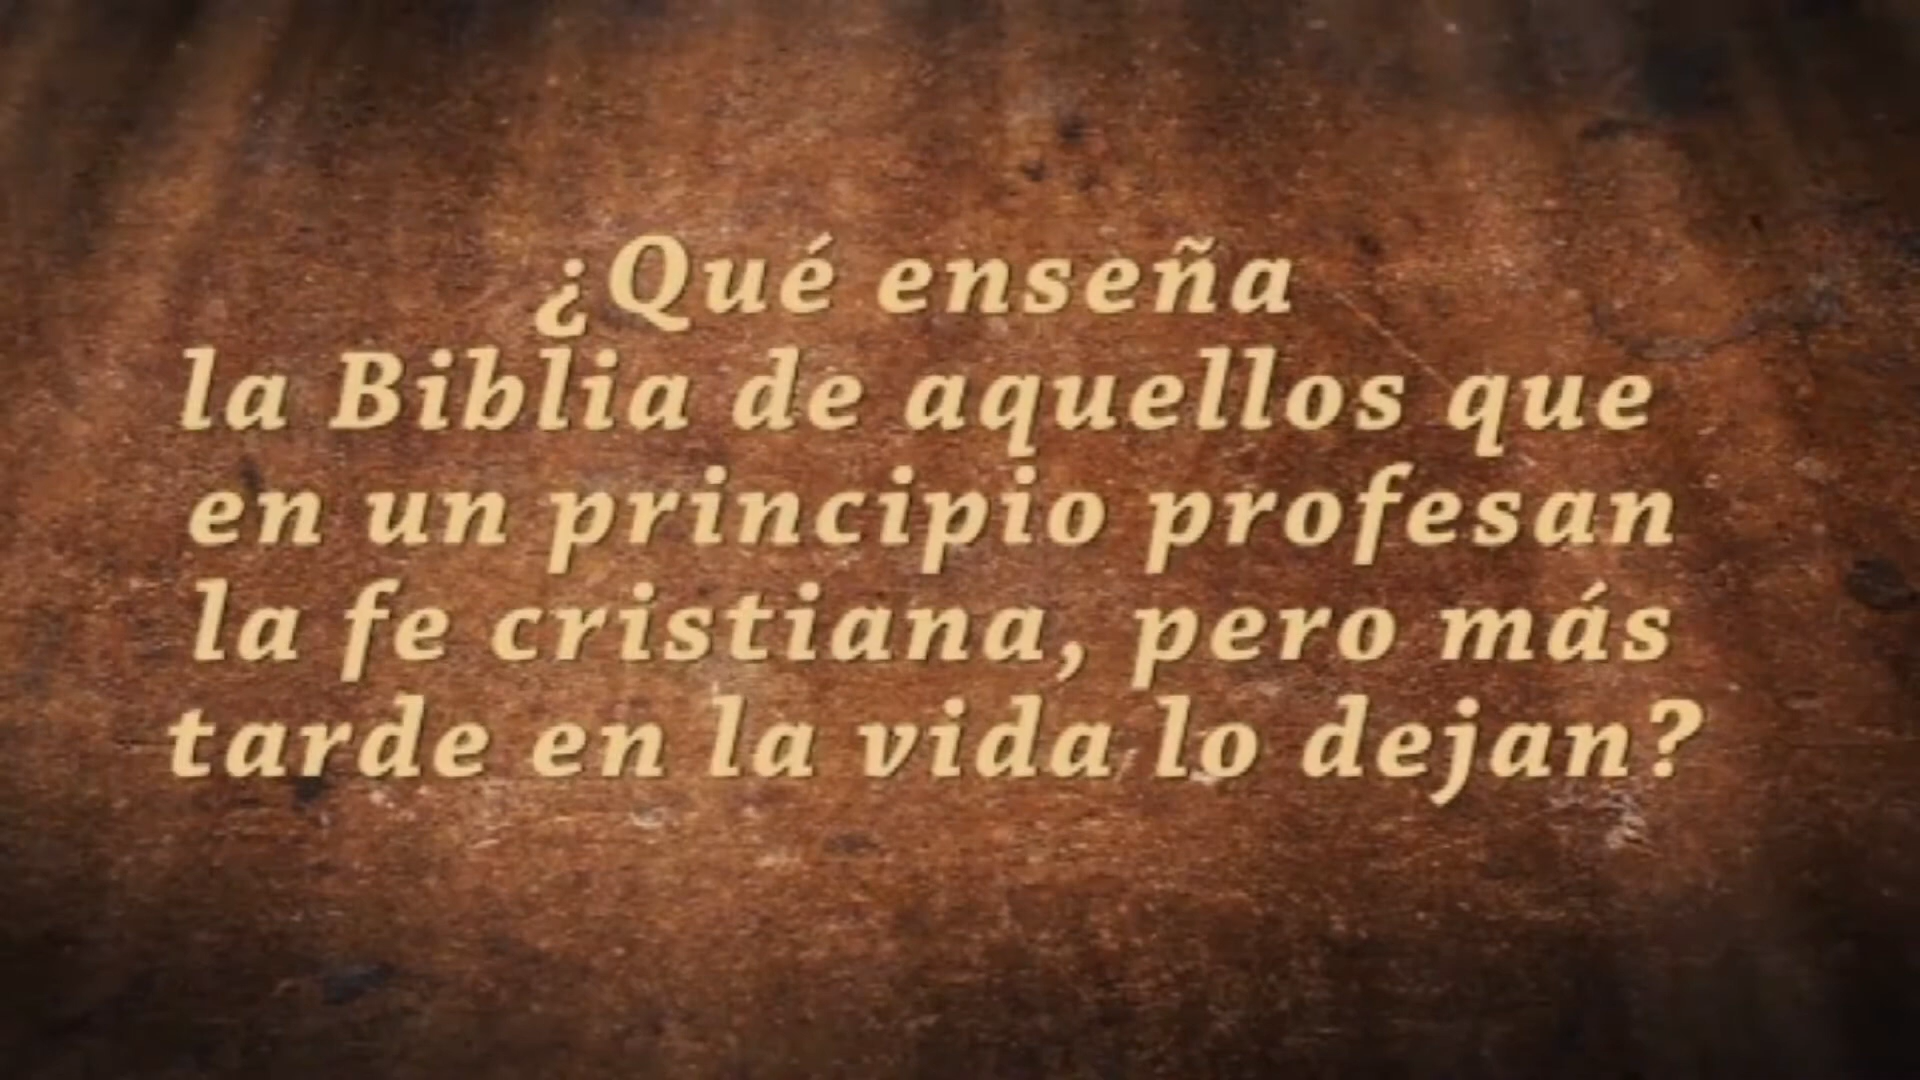 ¿Qué enseña
la Biblia de aquellos que
en un principio profesan
la fe cristiana, pero más
tarde en la vida lo dejan?